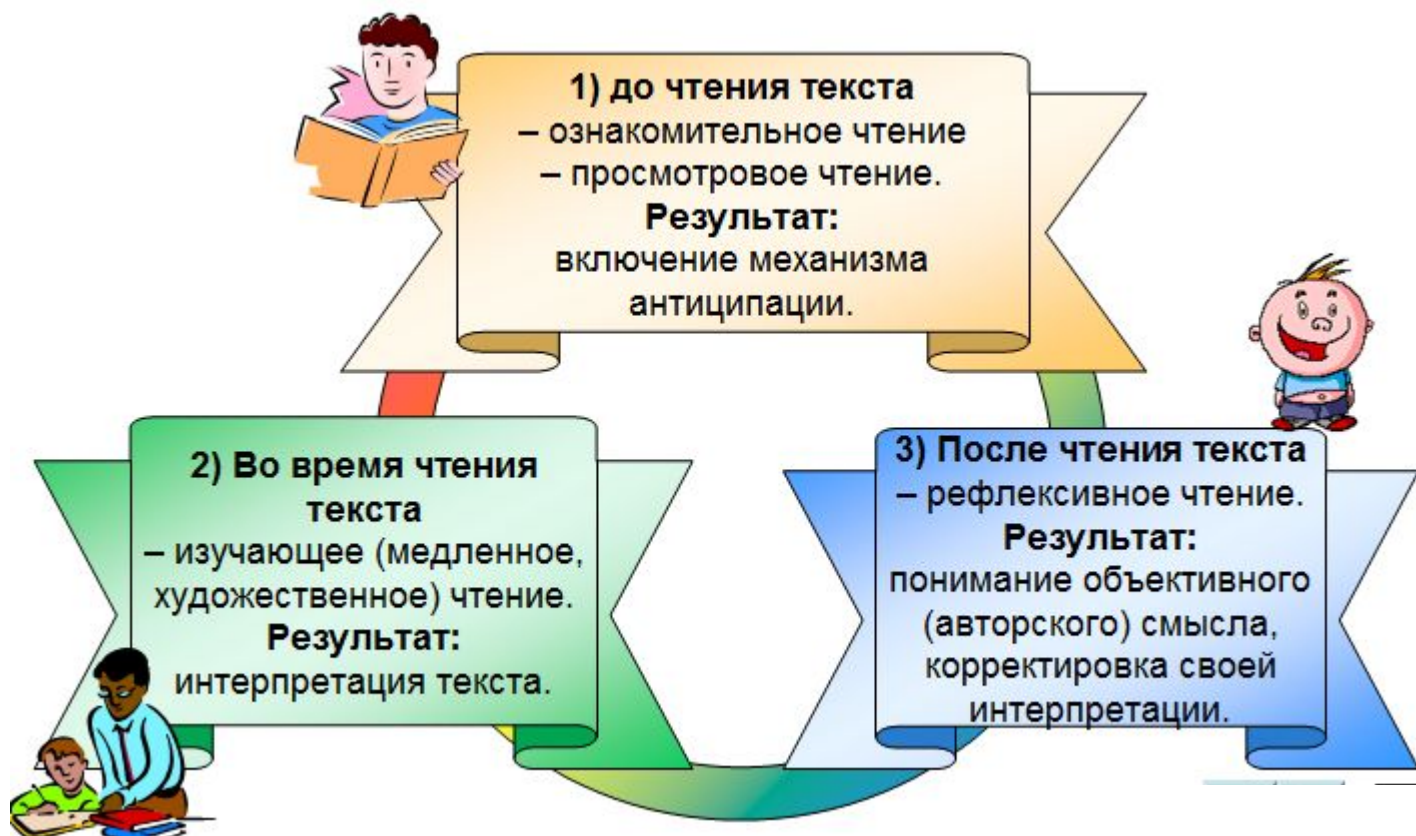 1) до чтения текста
– ознакомительное чтение
– просмотровое чтение.
Результат:
включение механизма
антиципации.
2) Во время чтения
текста
– изучающее (медленное,
художественное) чтение.
Результат:
интерпретация текста.
3) После чтения текста
– рефлексивное чтение.
Результат:
понимание объективного
(авторского) смысла,
корректировка своей
интерпретации.